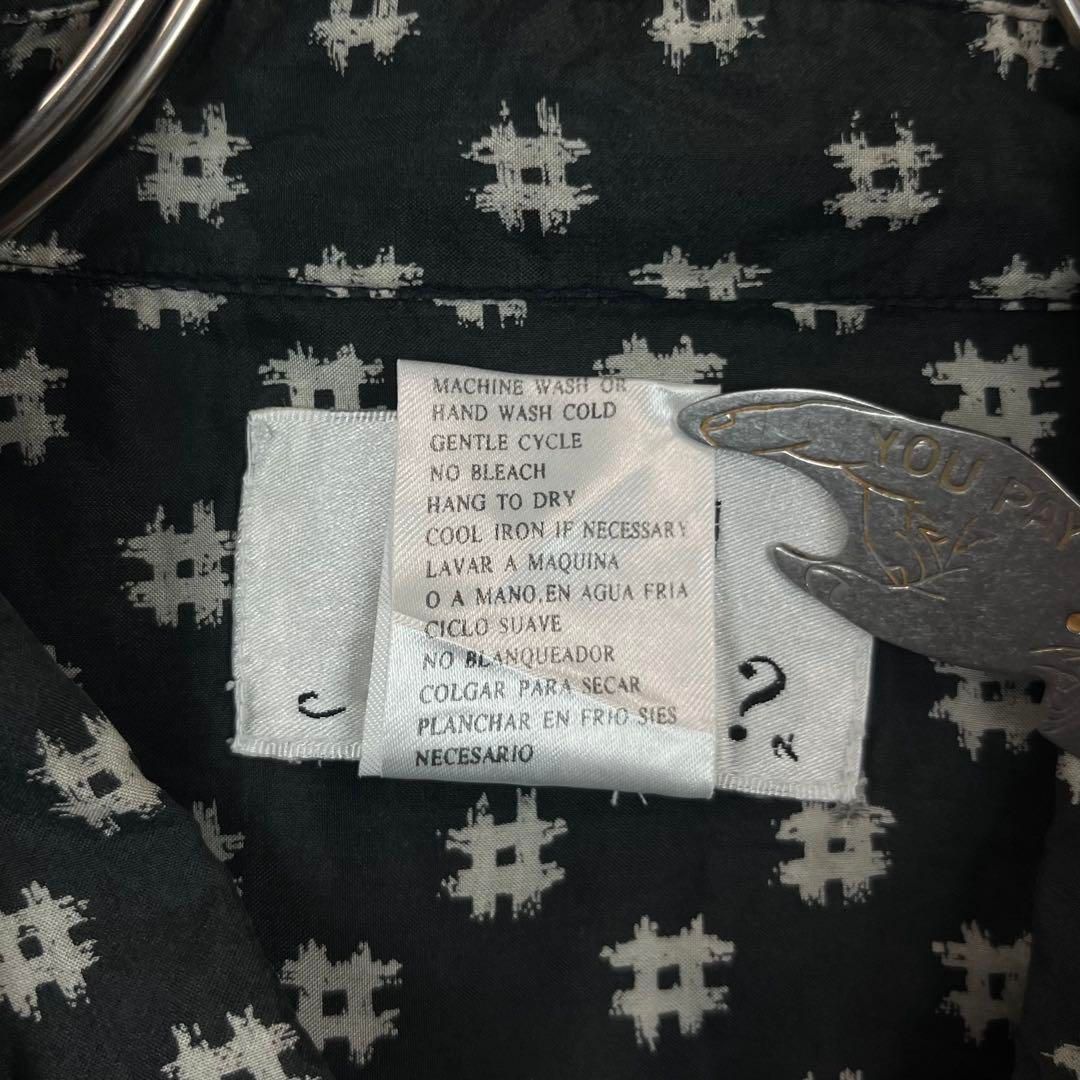 MACHINE WASH OR
HAND WASH COLD
GENTLE CYCLE
NO BLEACH
HANG TO DRY
COOL IRON IF NECESSARY
LAVAR A MAQUINA
O A MANO,EN AGUA FRIA
CICLO SUAVE
NO BLANQUEADOR
COLGAR PARA SECAR
PLANCHAR EN FRIO SIES
NECESARIO
YOU PAY
?